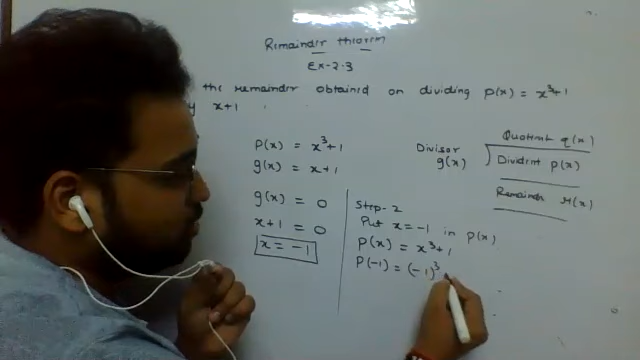 Remainder theorem
Ex-2.3
the remainder obtained on dividing p(x) = x³+1
by x+1
P(x) = x³+1
g(x) = x+1
g(x) = 0
x+1 = 0
x = -1
Step-2
Put x = -1 in p(x)
P(x) = x³+1
P(-1) = (-1)³
Quotient q(x)
Divisor
g(x)
Dividend p(x)
Remainder r(x)